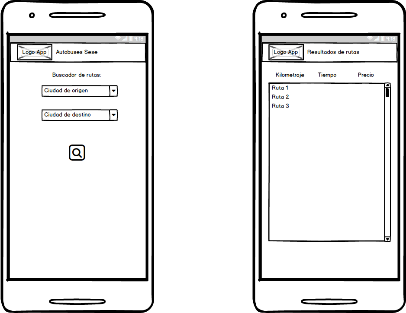 Logo App Autobuses Sese
Buscador de rutas:
Ciudad de origen
Ciudad de destino
Logo App Resultados de rutas
Kilometraje Tiempo Precio
Ruta 1
Ruta 2
Ruta 3